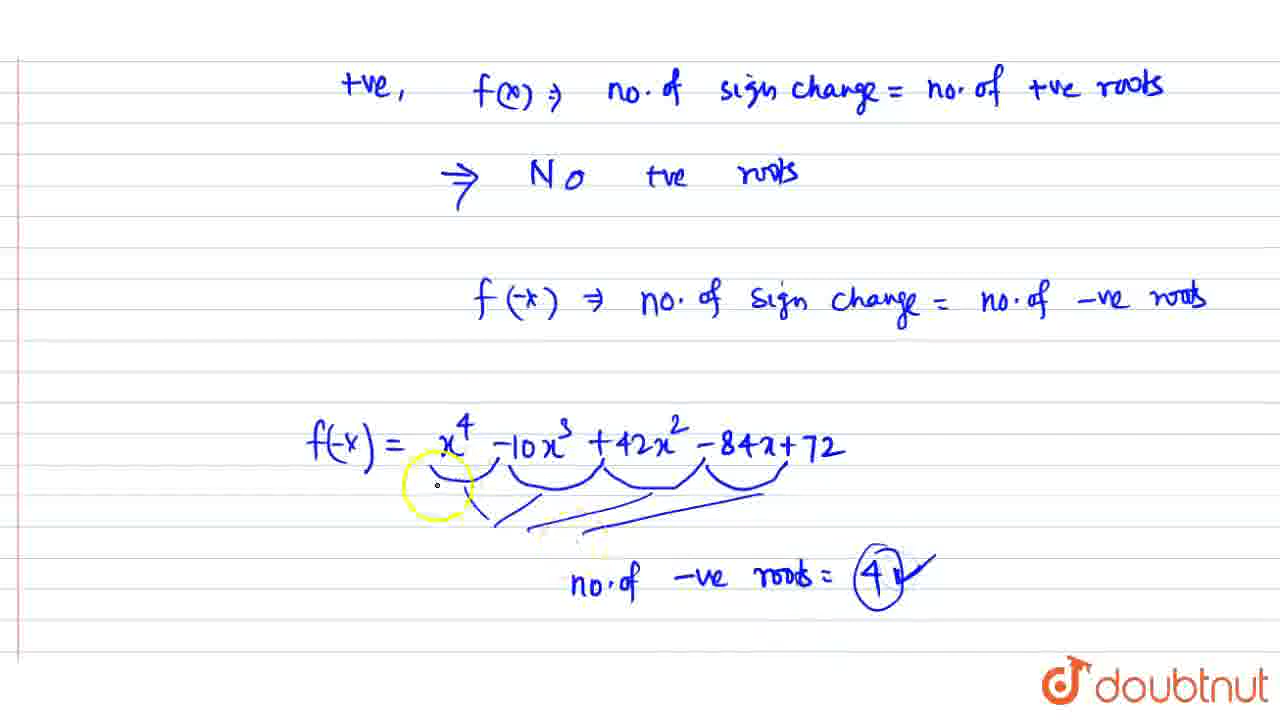 +ve, f(x) ⇒ no. of sign change = no. of +ve roots
⇒ No +ve roots
f(-x) ⇒ no. of sign change = no. of -ve roots
f(-x) = x⁴ -10x³ +42x² -84x+72
no. of -ve roots = 4 ✓
doubtnut